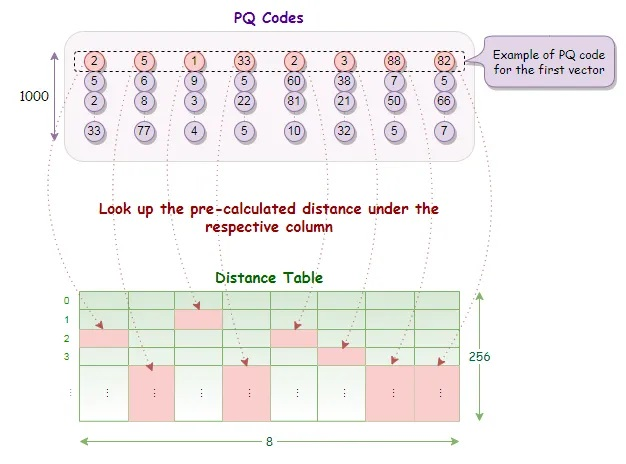 PQ Codes
2 5 1 33 2 3 88 82
5 6 9 5 60 38 7 5
2 8 3 22 81 21 50 66
33 77 4 5 10 32 5 7
1000
Example of PQ code
for the first vector
Look up the pre-calculated distance under the
respective column
Distance Table
0
1
2
3
⋮ ⋮ ⋮ ⋮ ⋮ ⋮ ⋮ ⋮ ⋮
256
8